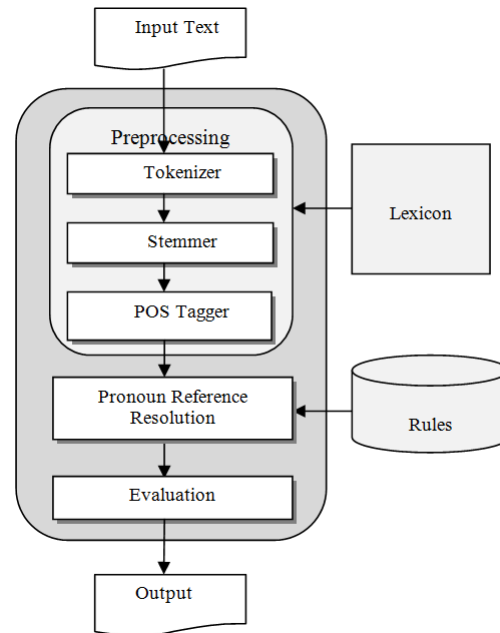 Input Text
Preprocessing
Tokenizer
Stemmer
POS Tagger
Lexicon
Pronoun Reference
Resolution
Rules
Evaluation
Output